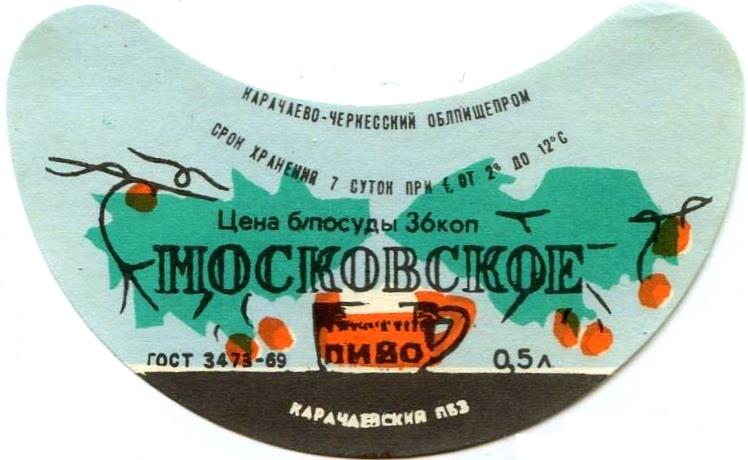 КАРАЧАЕВО-ЧЕРКЕССКИЙ ОБЛПИЩЕПРОМ
СРОК ХРАНЕНИЯ 7 СУТОК ПРИ t, ОТ 2° ДО 12°С
Цена б/посуды 36коп
МОСКОВСКОЕ
ПИВО
ГОСТ 3473-69
0,5 л
КАРАЧАЕВСКИЙ ПБЗ